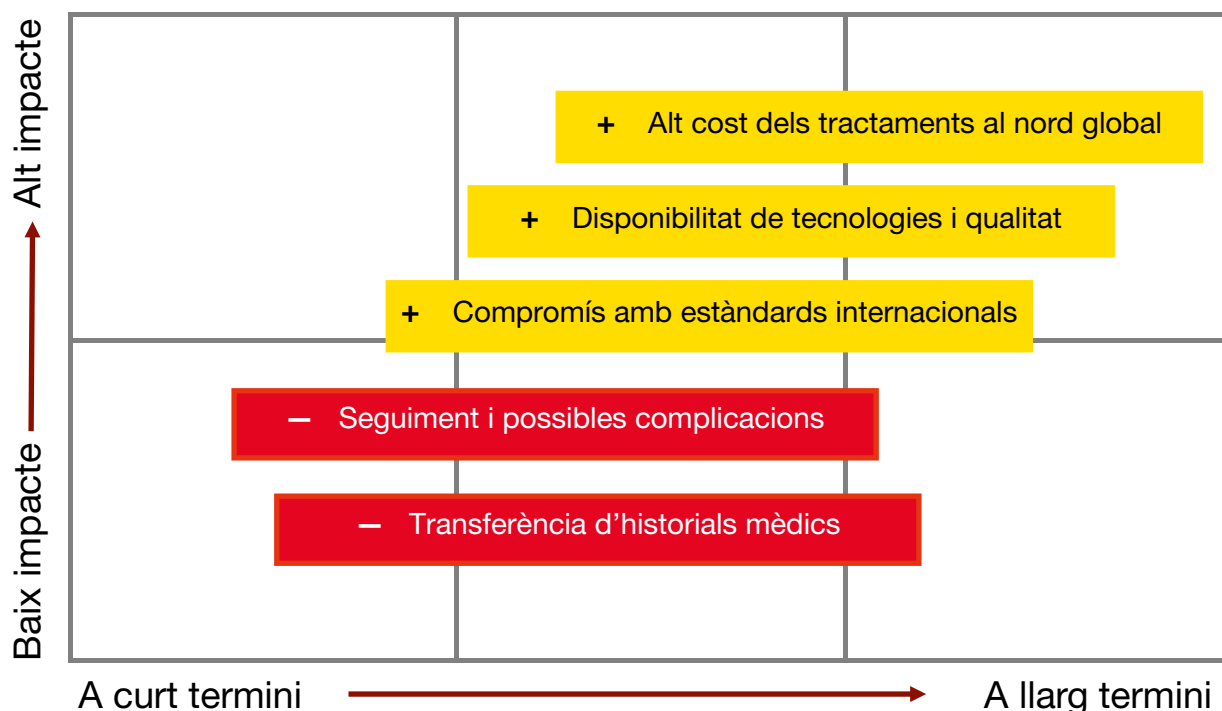 Alt impacte
+ Alt cost dels tractaments al nord global
+ Disponibilitat de tecnologies i qualitat
+ Compromís amb estàndards internacionals
– Seguiment i possibles complicacions
– Transferència d’historials mèdics
Baix impacte
A curt termini
A llarg termini